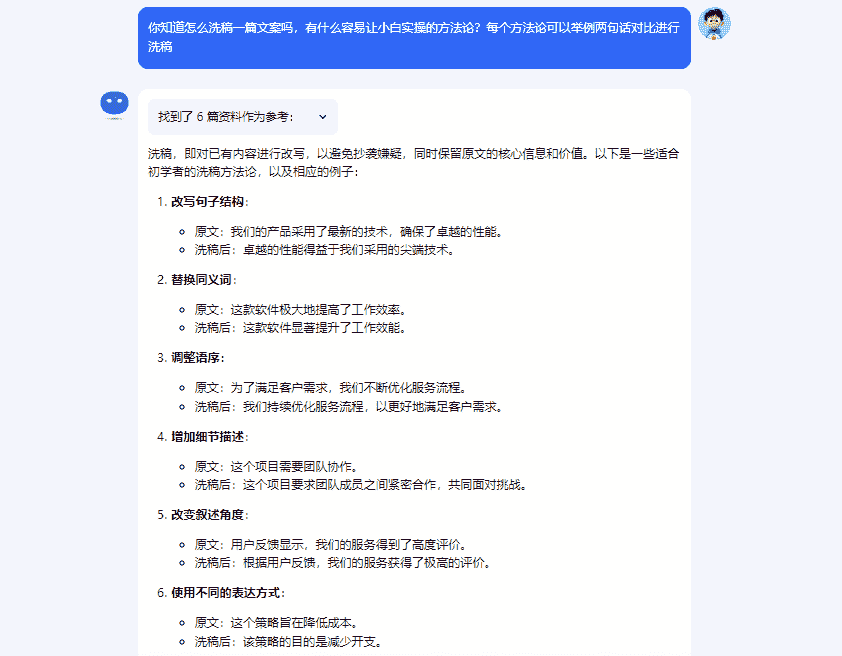 你知道怎么洗稿一篇文案吗，有什么容易让小白实操的方法论？每个方法论可以举例两句话对比进行
洗稿
找到了 6 篇资料作为参考：
洗稿，即对已有内容进行改写，以避免抄袭嫌疑，同时保留原文的核心信息和价值。以下是一些适合
初学者的洗稿方法论，以及相应的例子：
1. 改写句子结构：
原文：我们的产品采用了最新的技术，确保了卓越的性能。
洗稿后：卓越的性能得益于我们采用的尖端技术。
2. 替换同义词：
原文：这款软件极大地提高了工作效率。
洗稿后：这款软件显著提升了工作效能。
3. 调整语序：
原文：为了满足客户需求，我们不断优化服务流程。
洗稿后：我们持续优化服务流程，以更好地满足客户需求。
4. 增加细节描述：
原文：这个项目需要团队协作。
洗稿后：这个项目要求团队成员之间紧密合作，共同面对挑战。
5. 改变叙述角度：
原文：用户反馈显示，我们的服务得到了高度评价。
洗稿后：根据用户反馈，我们的服务获得了极高的评价。
6. 使用不同的表达方式：
原文：这个策略旨在降低成本。
洗稿后：该策略的目的是减少开支。